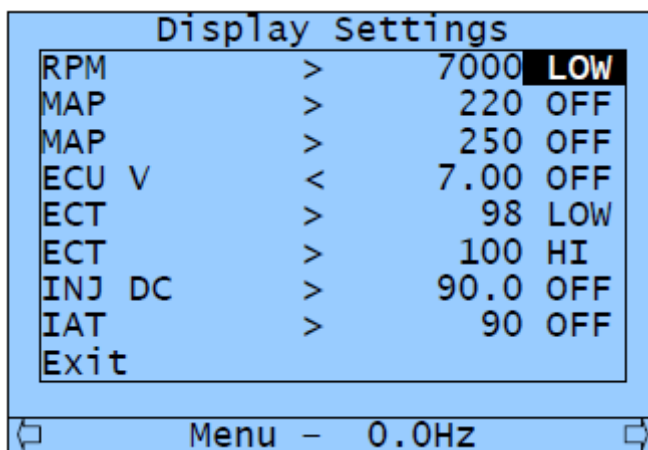 Display Settings
RPM > 7000 LOW
MAP > 220 OFF
MAP > 250 OFF
ECU V < 7.00 OFF
ECT > 98 LOW
ECT > 100 HI
INJ DC > 90.0 OFF
IAT > 90 OFF
Exit
Menu – 0.0Hz